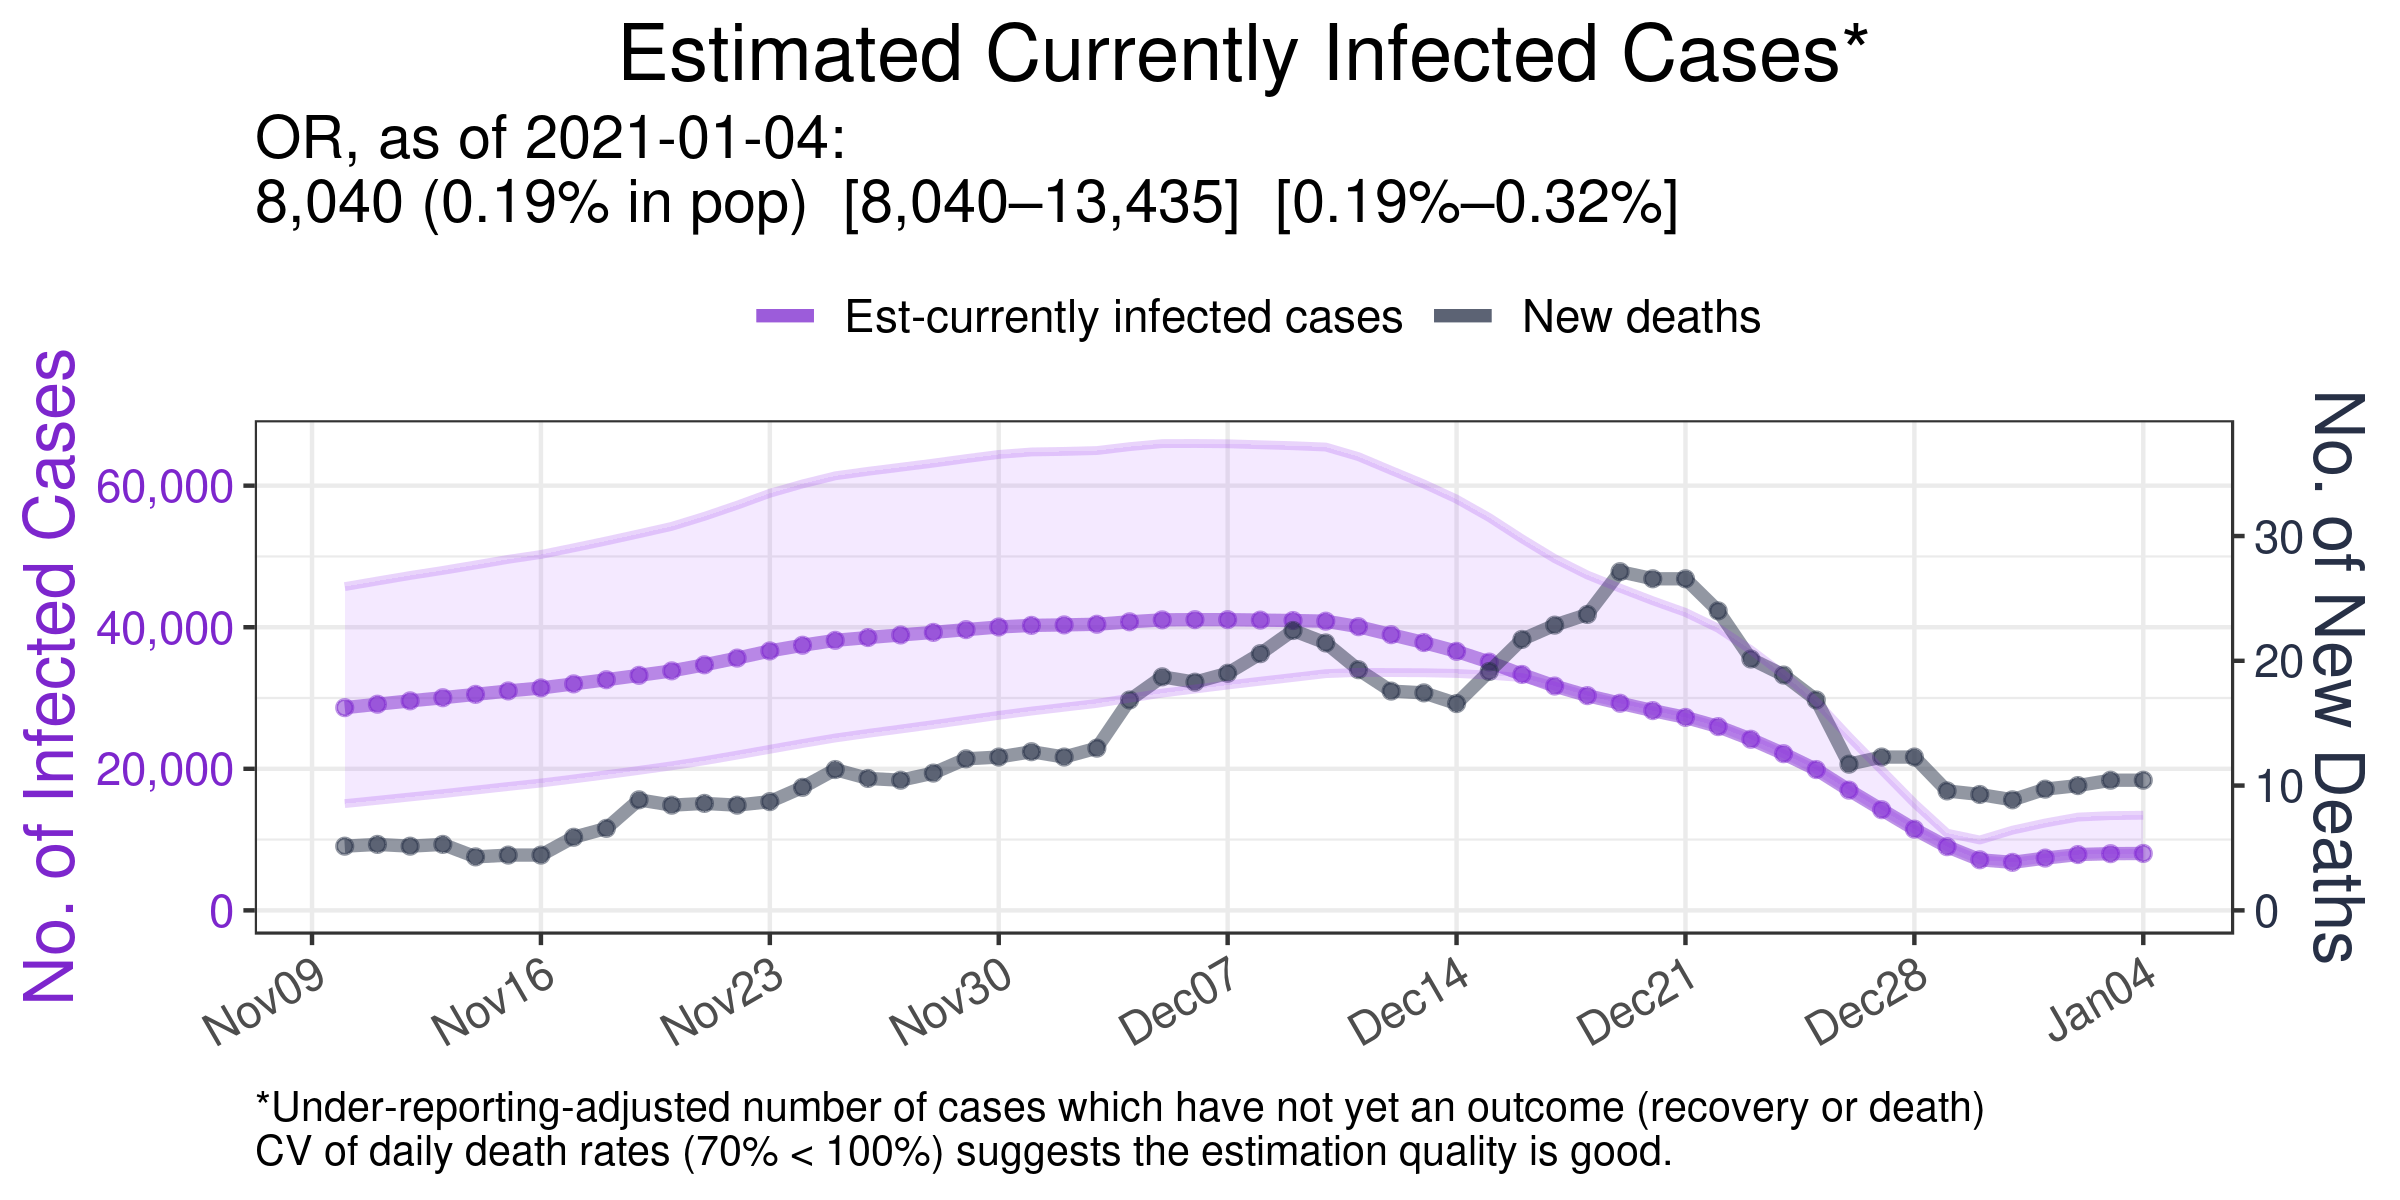 Estimated Currently Infected Cases*
OR, as of 2021-01-04:
8,040 (0.19% in pop)  [8,040–13,435]  [0.19%–0.32%]
Est-currently infected cases
New deaths
No. of Infected Cases
60,000
40,000
20,000
0
30
20
10
0
No. of New Deaths
Nov09
Nov16
Nov23
Nov30
Dec07
Dec14
Dec21
Dec28
Jan04
*Under-reporting-adjusted number of cases which have not yet an outcome (recovery or death)
CV of daily death rates (70% < 100%) suggests the estimation quality is good.